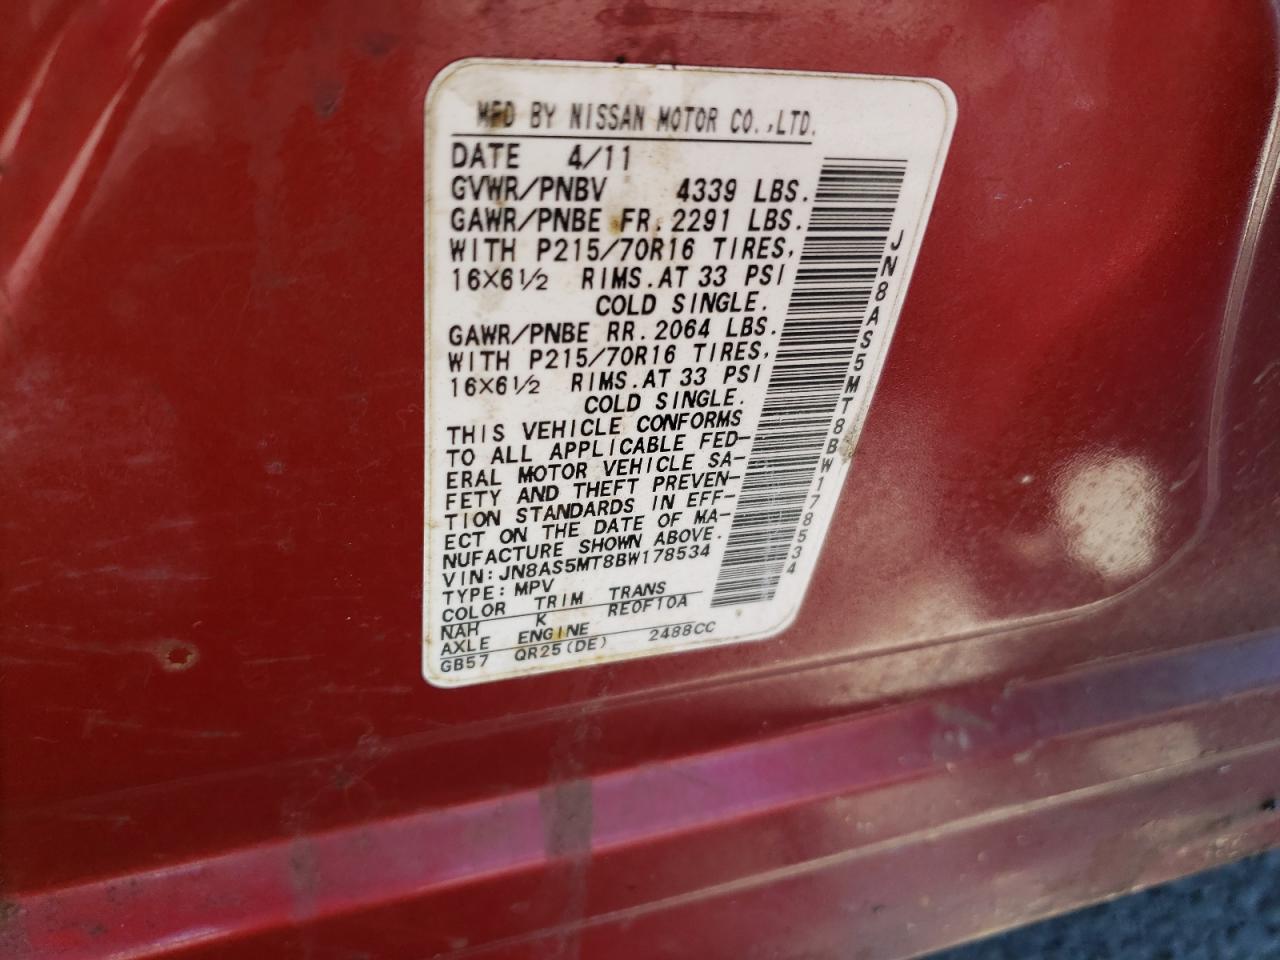 MFD BY NISSAN MOTOR CO.,LTD.
DATE 4/11
GVWR/PNBV 4339 LBS.
GAWR/PNBE FR.2291 LBS.
WITH P215/70R16 TIRES,
16X6½ RIMS.AT 33 PSI
COLD SINGLE.
GAWR/PNBE RR.2064 LBS.
WITH P215/70R16 TIRES,
16X6½ RIMS.AT 33 PSI
COLD SINGLE.
THIS VEHICLE CONFORMS
TO ALL APPLICABLE FED-
ERAL MOTOR VEHICLE SA-
FETY AND THEFT PREVEN-
TION STANDARDS IN EFF-
ECT ON THE DATE OF MA-
NUFACTURE SHOWN ABOVE.
VIN:JN8AS5MT8BW178534
TYPE:MPV
COLOR TRIM TRANS
NAH K RE0F10A
AXLE ENGINE
GB57 QR25(DE) 2488CC
JN8AS5MT8BW178534